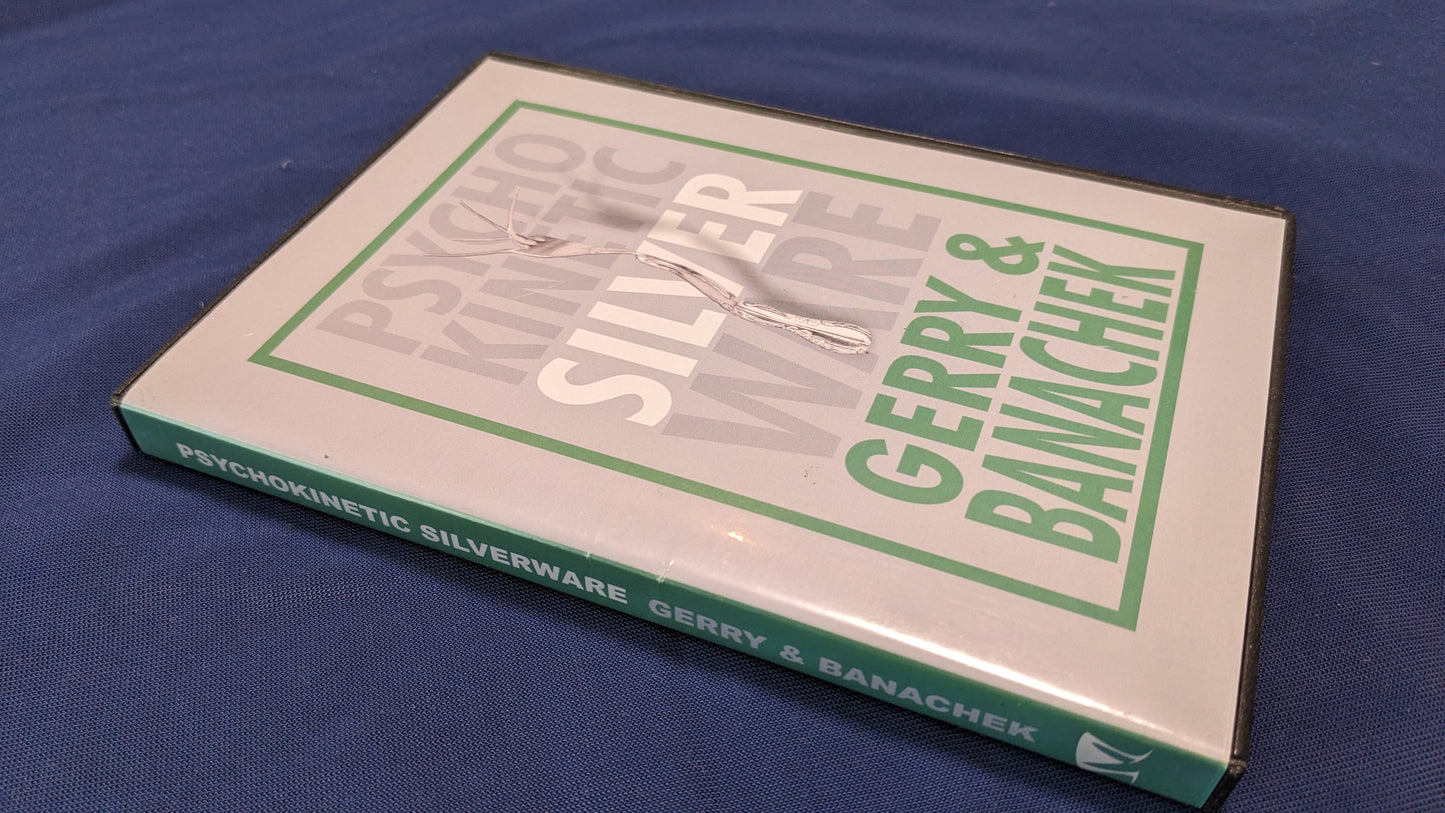 PSYCHO
KINETIC
SILVER
WARE
GERRY &
BANACHEK
PSYCHOKINETIC SILVERWARE GERRY & BANACHEK